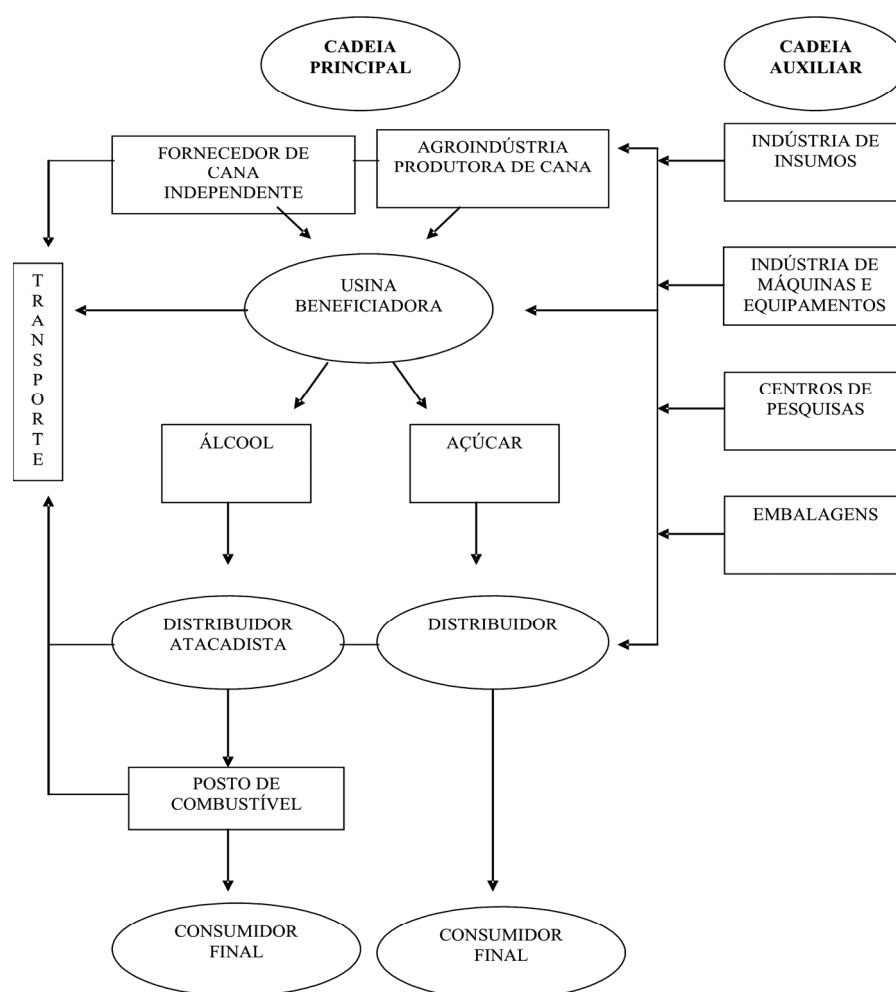 CADEIA
PRINCIPAL
CADEIA
AUXILIAR
FORNECEDOR DE
CANA
INDEPENDENTE
AGROINDÚSTRIA
PRODUTORA DE CANA
INDÚSTRIA DE
INSUMOS
TRANSPORTE
USINA
BENEFICIADORA
INDÚSTRIA DE
MÁQUINAS E
EQUIPAMENTOS
CENTROS DE
PESQUISAS
ÁLCOOL
AÇÚCAR
EMBALAGENS
DISTRIBUIDOR
ATACADISTA
DISTRIBUIDOR
POSTO DE
COMBUSTÍVEL
CONSUMIDOR
FINAL
CONSUMIDOR
FINAL